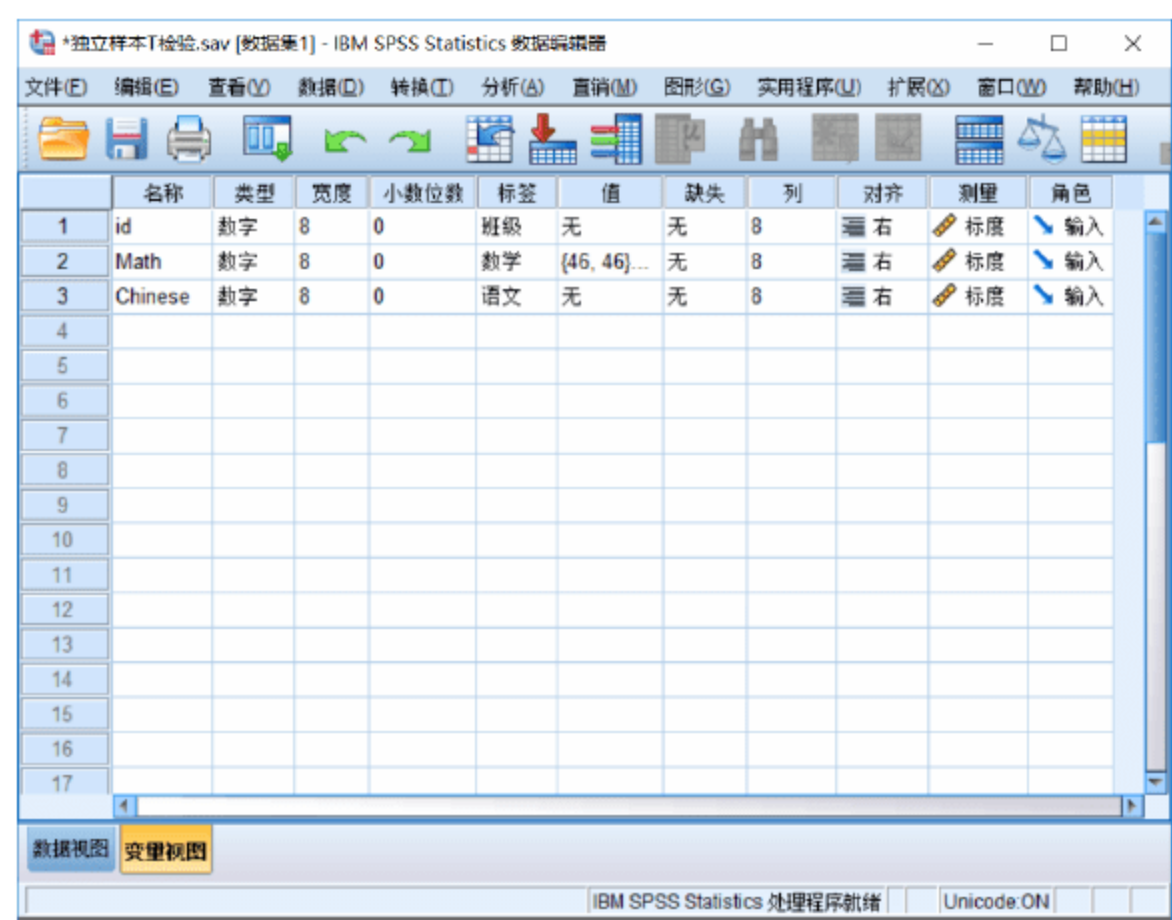 *独立样本T检验.sav [数据集1] - IBM SPSS Statistics 数据编辑器
文件(F) 编辑(E) 查看(V) 数据(D) 转换(T) 分析(A) 直销(M) 图形(G) 实用程序(U) 扩展(X) 窗口(W) 帮助(H)
名称 类型 宽度 小数位数 标签 值 缺失 列 对齐 测量 角色
1 id 数字 8 0 班级 无 无 8 右 标度 输入
2 Math 数字 8 0 数学 {46, 46}... 无 8 右 标度 输入
3 Chinese 数字 8 0 语文 无 无 8 右 标度 输入
4
5
6
7
8
9
10
11
12
13
14
15
16
17
数据视图 变量视图
IBM SPSS Statistics 处理程序就绪 Unicode:ON